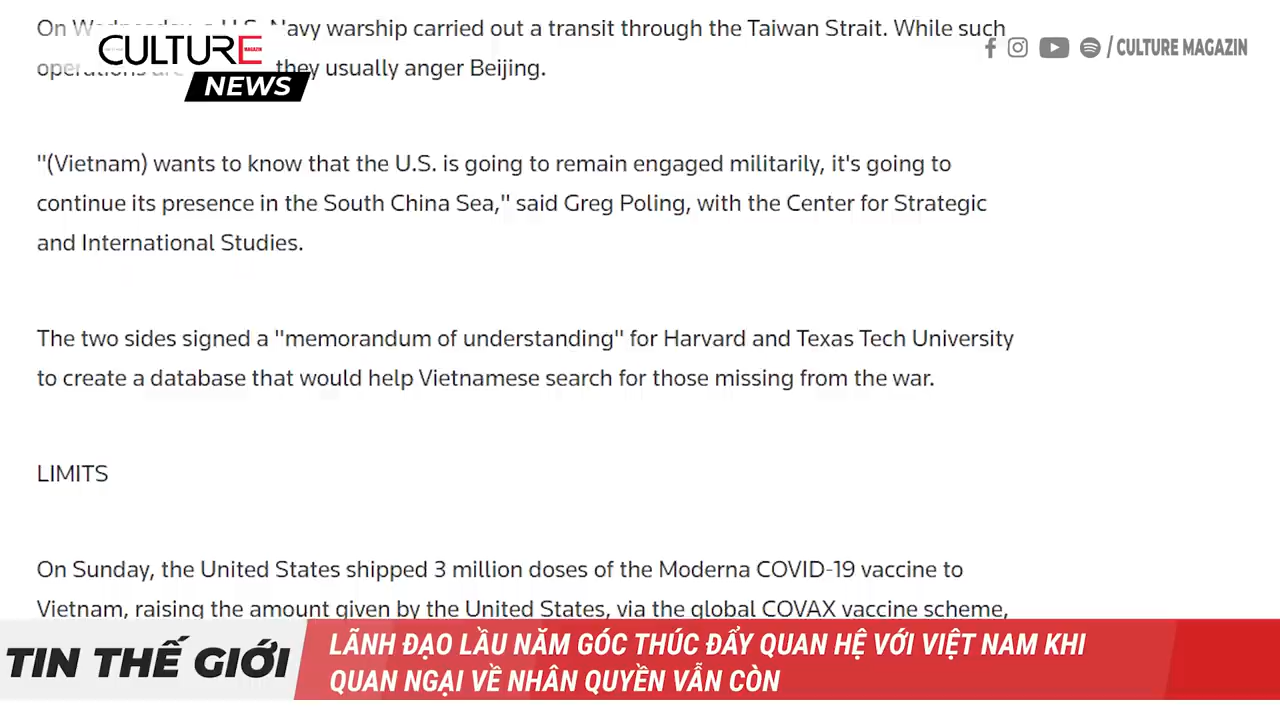 On Wednesday, a U.S. Navy warship carried out a transit through the Taiwan Strait. While such
operations are they usually anger Beijing.
CULTURE
MAGAZIN
NEWS
/ CULTURE MAGAZIN
"(Vietnam) wants to know that the U.S. is going to remain engaged militarily, it's going to
continue its presence in the South China Sea," said Greg Poling, with the Center for Strategic
and International Studies.
The two sides signed a "memorandum of understanding" for Harvard and Texas Tech University
to create a database that would help Vietnamese search for those missing from the war.
LIMITS
On Sunday, the United States shipped 3 million doses of the Moderna COVID-19 vaccine to
Vietnam, raising the amount given by the United States, via the global COVAX vaccine scheme,
TIN THẾ GIỚI
LÃNH ĐẠO LẦU NĂM GÓC THÚC ĐẨY QUAN HỆ VỚI VIỆT NAM KHI
QUAN NGẠI VỀ NHÂN QUYỀN VẪN CÒN